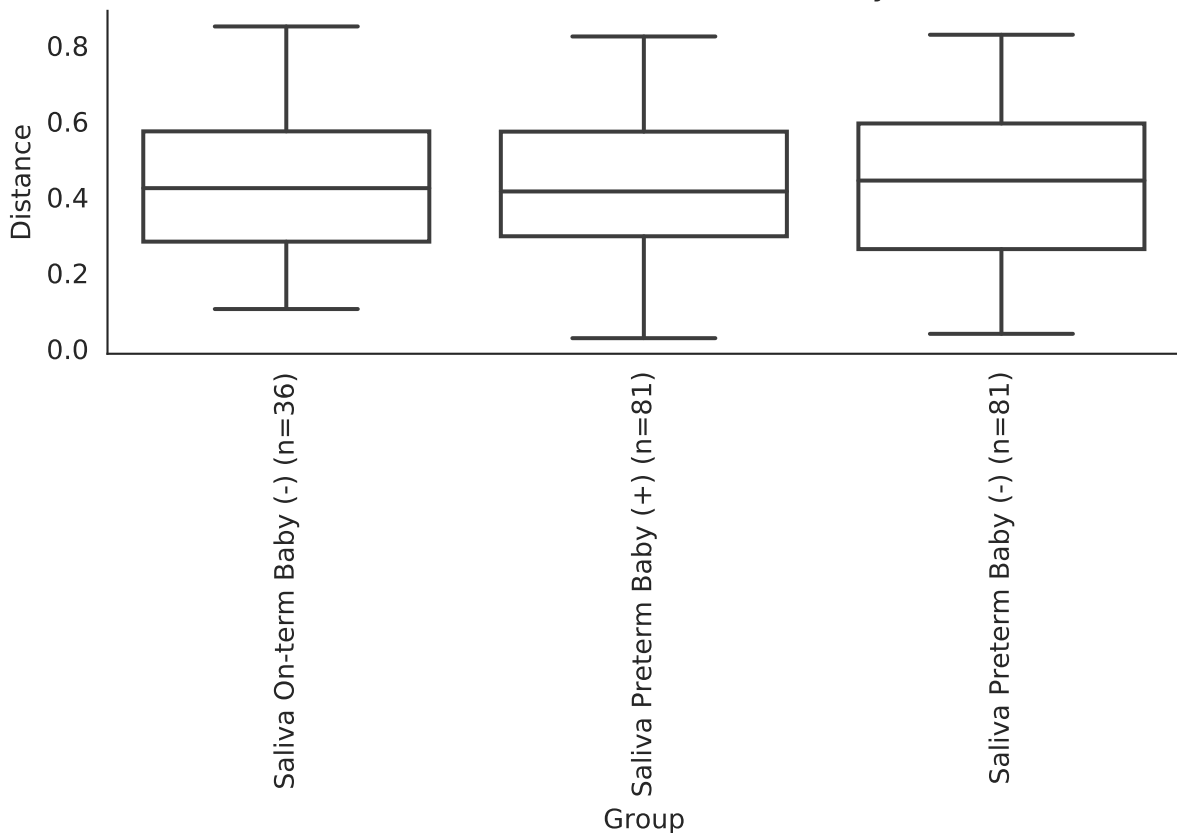 0.8
0.6
0.4
0.2
0.0
Distance
Saliva On-term Baby (-) (n=36)
Saliva Preterm Baby (+) (n=81)
Saliva Preterm Baby (-) (n=81)
Group